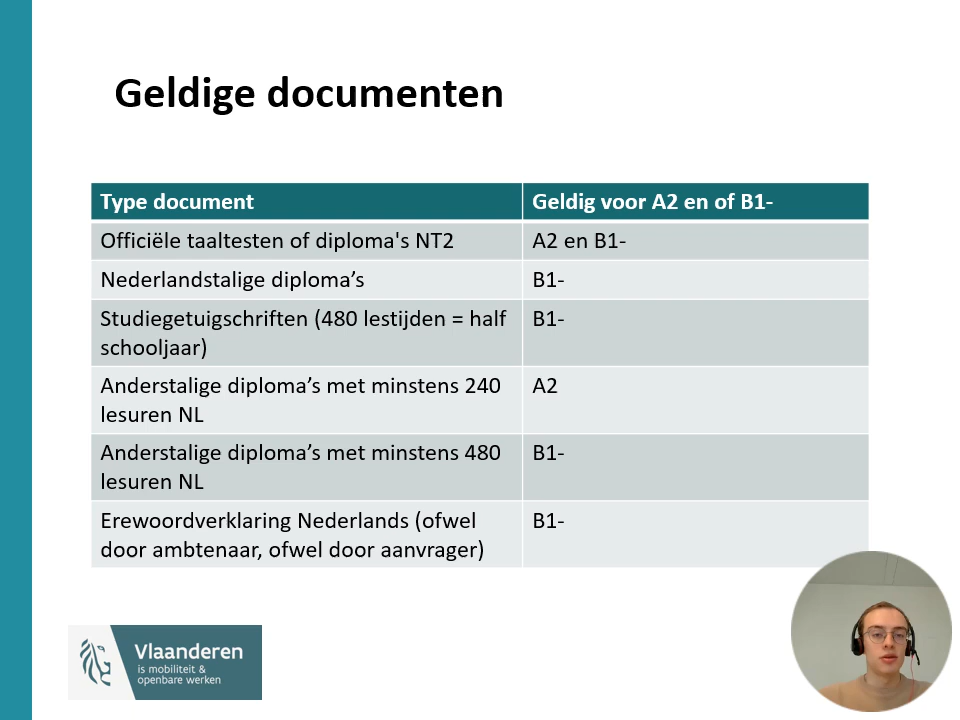 Geldige documenten
Type document
Geldig voor A2 en of B1-
Officiële taaltesten of diploma's NT2
A2 en B1-
Nederlandstalige diploma’s
B1-
Studiegetuigschriften (480 lestijden = half
schooljaar)
B1-
Anderstalige diploma’s met minstens 240
lesuren NL
A2
Anderstalige diploma’s met minstens 480
lesuren NL
B1-
Erewoordverklaring Nederlands (ofwel
door ambtenaar, ofwel door aanvrager)
B1-
Vlaanderen
is mobiliteit &
openbare werken